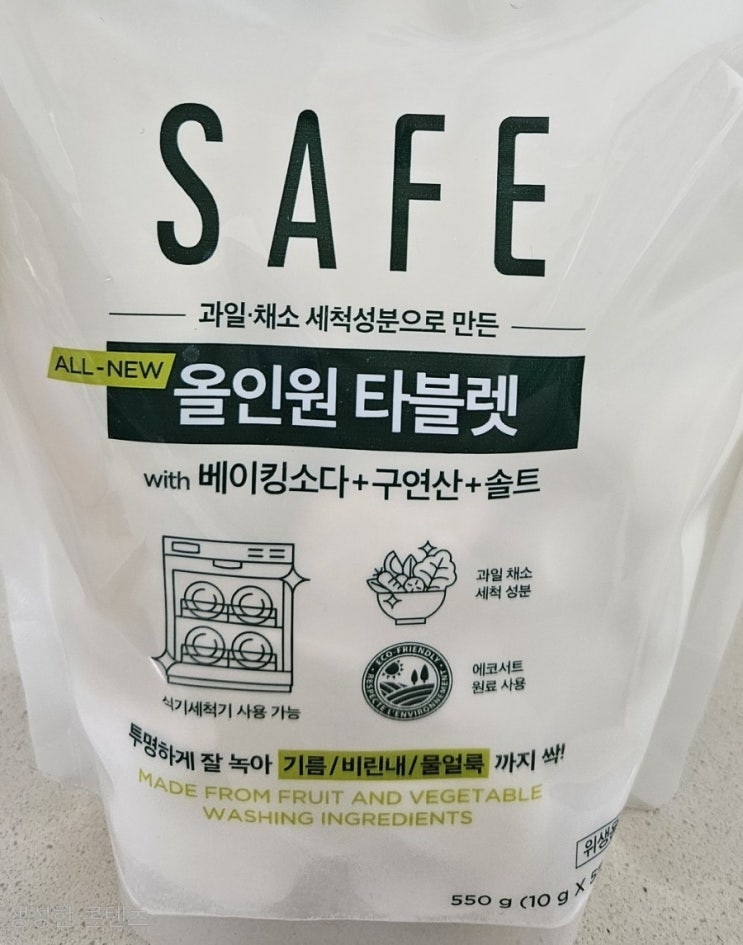 SAFE
과일·채소 세척성분으로 만든
ALL-NEW
올인원 타블렛
with 베이킹소다+구연산+솔트
과일 채소
세척 성분
ECO-FRIENDLY
RESPECTE L'ENVIRONNEMENT
에코서트
원료 사용
식기세척기 사용 가능
투명하게 잘 녹아 기름/비린내/물얼룩 까지 싹!
MADE FROM FRUIT AND VEGETABLE
WASHING INGREDIENTS
550 g (10 g X